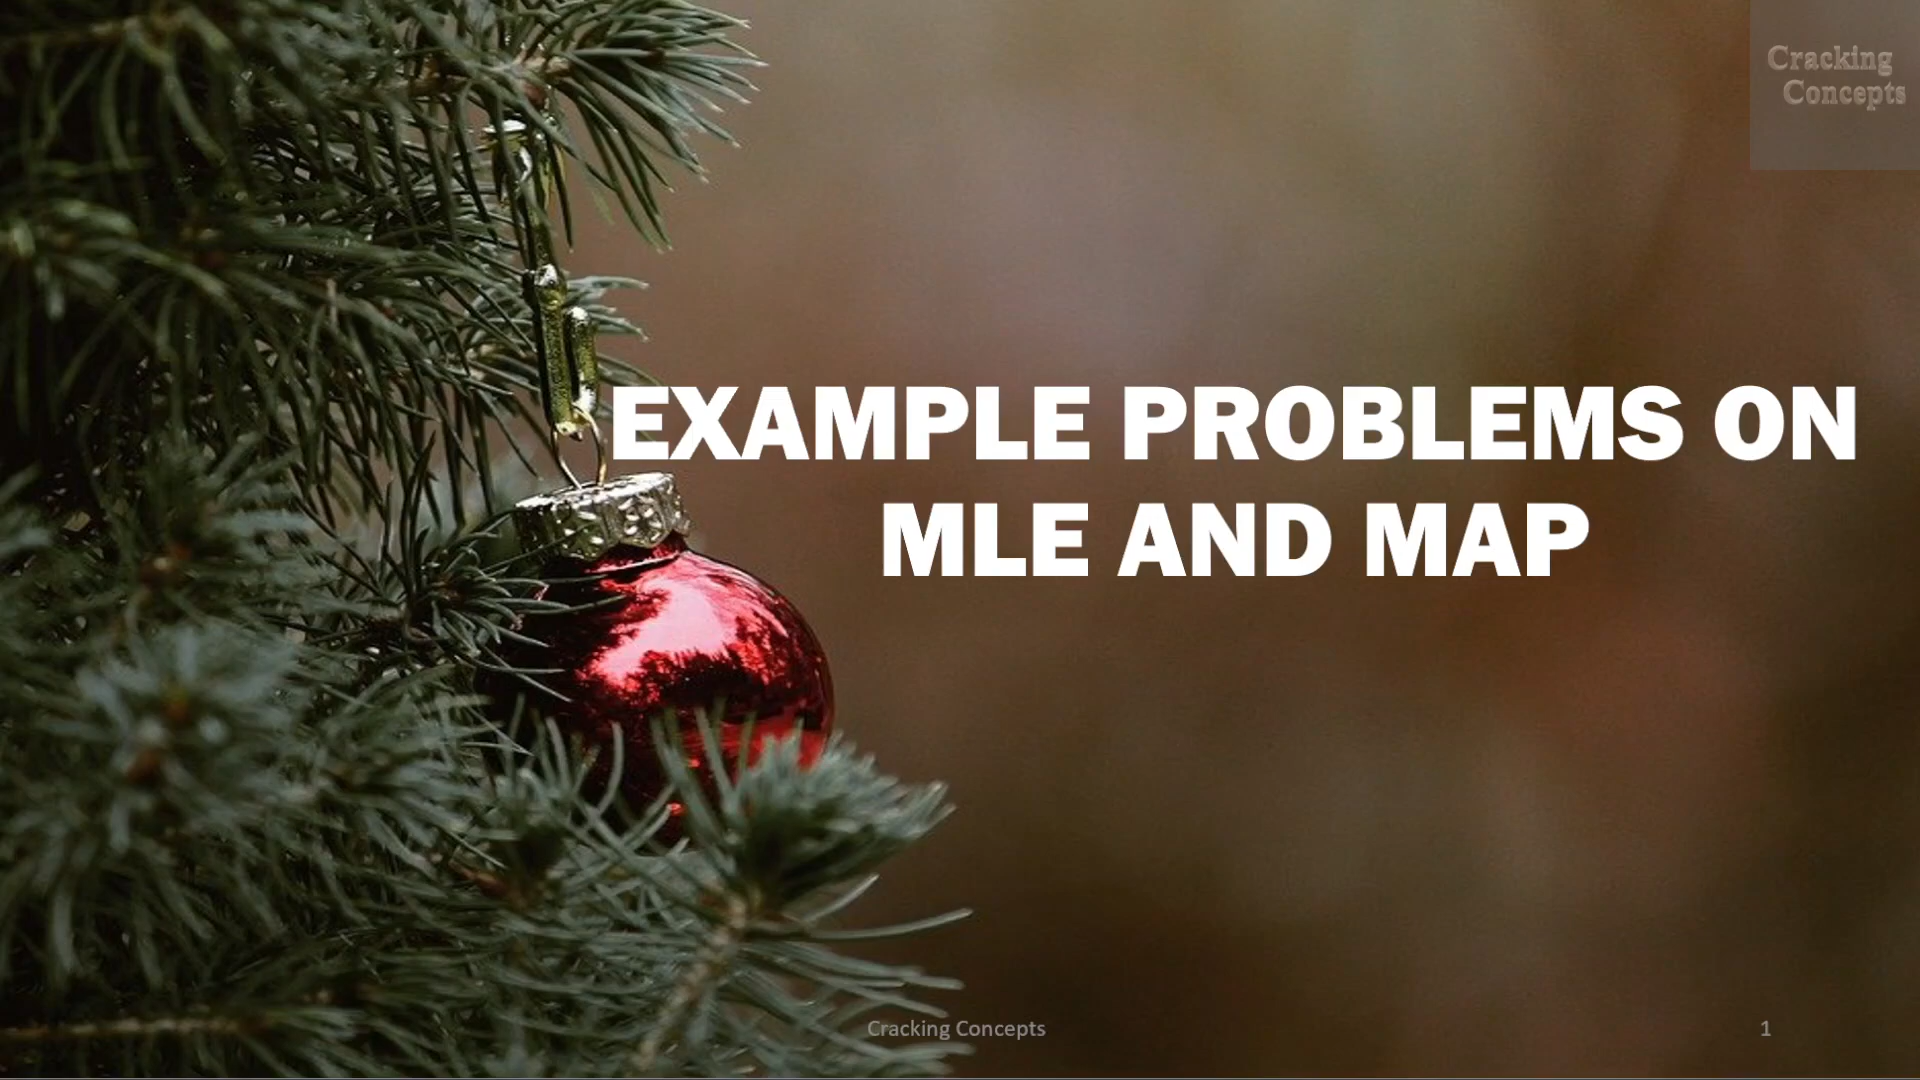 Cracking
Concepts
EXAMPLE PROBLEMS ON
MLE AND MAP
Cracking Concepts
1